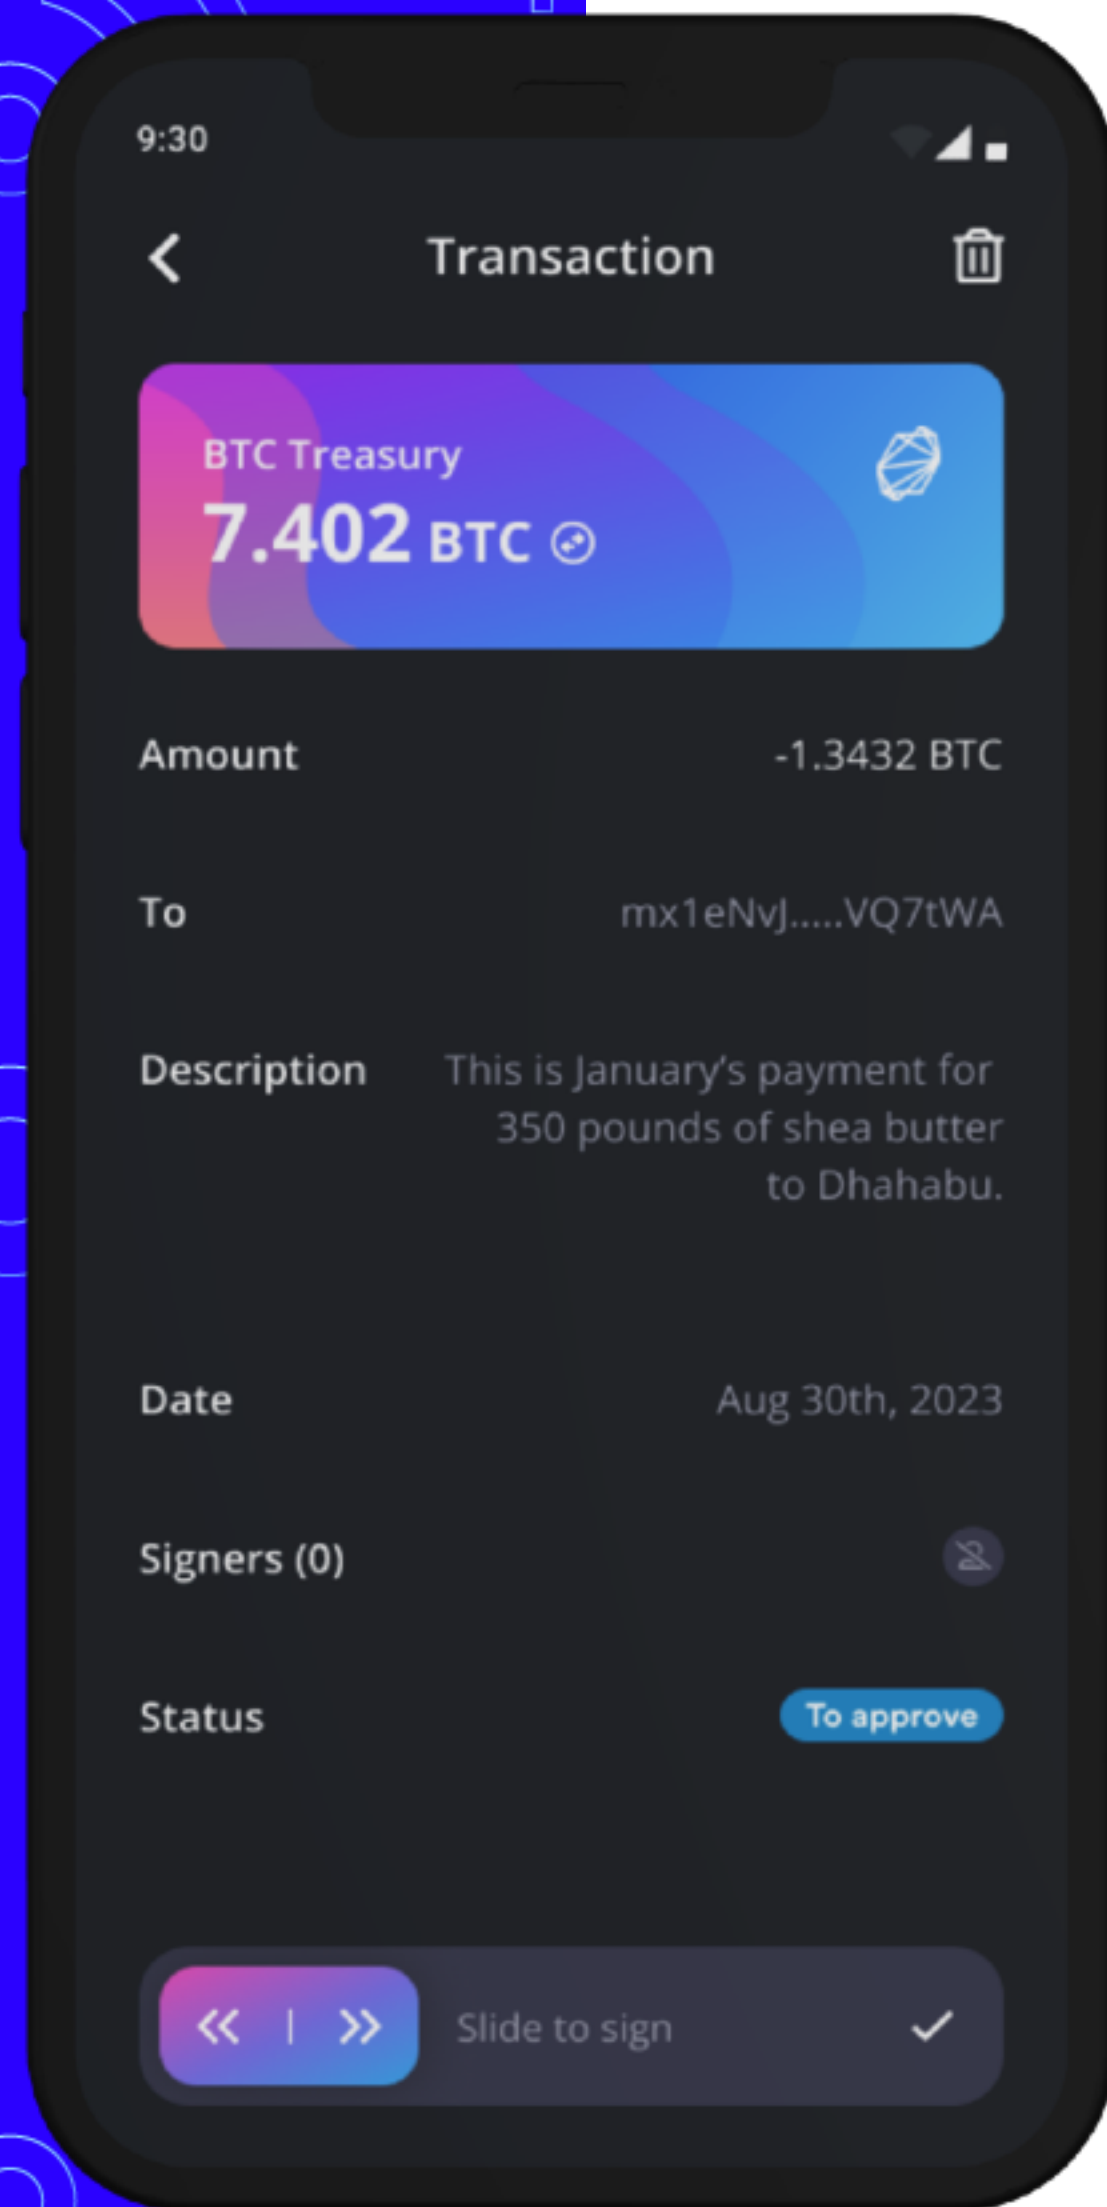 9:30
Transaction
BTC Treasury
7.402 BTC
Amount
-1.3432 BTC
To
mx1eNvJ.....VQ7tWA
Description
This is January’s payment for
350 pounds of shea butter
to Dhahabu.
Date
Aug 30th, 2023
Signers (0)
Status
To approve
Slide to sign